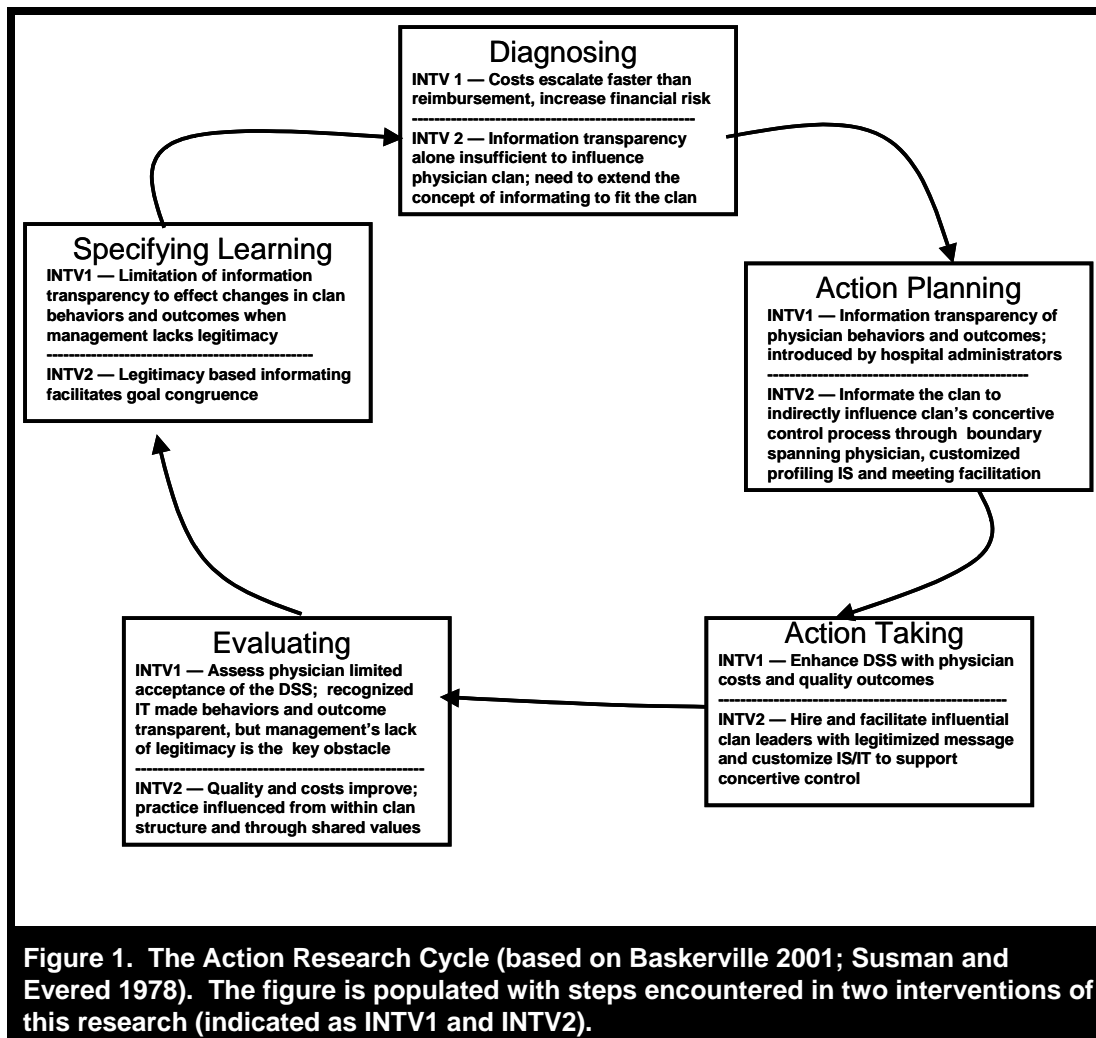 Diagnosing
INTV 1 — Costs escalate faster than
reimbursement, increase financial risk
INTV 2 — Information transparency
alone insufficient to influence
physician clan; need to extend the
concept of informating to fit the clan
Action Planning
INTV1 — Information transparency of
physician behaviors and outcomes;
introduced by hospital administrators
INTV2 — Informate the clan to
indirectly influence clan's concertive
control process through boundary
spanning physician, customized
profiling IS and meeting facilitation
Action Taking
INTV1 — Enhance DSS with physician
costs and quality outcomes
INTV2 — Hire and facilitate influential
clan leaders with legitimized message
and customize IS/IT to support
concertive control
Evaluating
INTV1 — Assess physician limited
acceptance of the DSS; recognized
IT made behaviors and outcome
transparent, but management's lack
of legitimacy is the key obstacle
INTV2 — Quality and costs improve;
practice influenced from within clan
structure and through shared values
Specifying Learning
INTV1 — Limitation of information
transparency to effect changes in clan
behaviors and outcomes when
management lacks legitimacy
INTV2 — Legitimacy based informating
facilitates goal congruence
Figure 1. The Action Research Cycle (based on Baskerville 2001; Susman and
Evered 1978). The figure is populated with steps encountered in two interventions of
this research (indicated as INTV1 and INTV2).